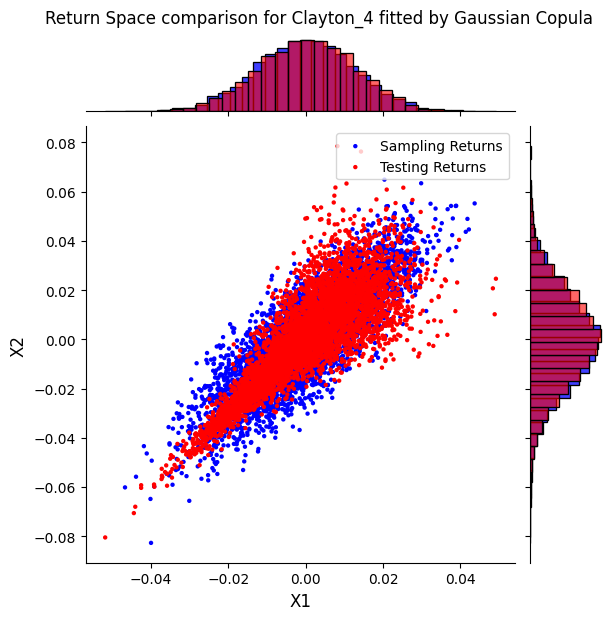 Return Space comparison for Clayton_4 fitted by Gaussian Copula
Sampling Returns
Testing Returns
0.08
0.06
0.04
0.02
0.00
−0.02
−0.04
−0.06
−0.08
X2
−0.04 −0.02 0.00 0.02 0.04
X1